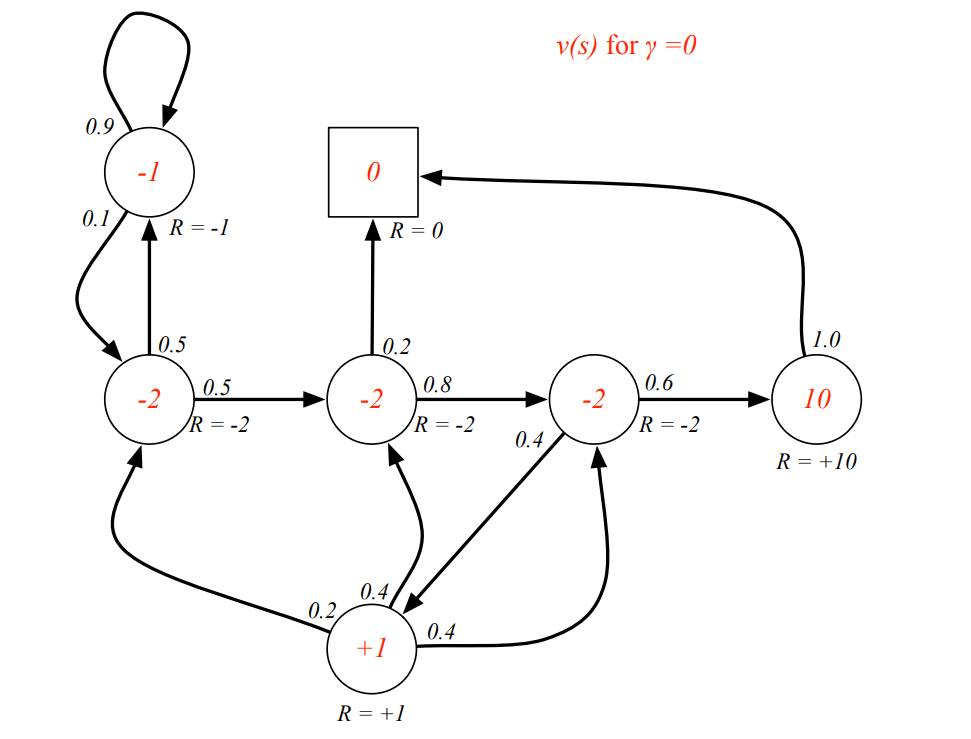 v(s) for γ =0
0.9
-1
0
0.1
R = -1
R = 0
0.5
0.2
1.0
-2
0.5
-2
0.8
-2
0.6
10
R = -2
R = -2
0.4
R = -2
R = +10
0.2
0.4
0.4
+1
R = +1